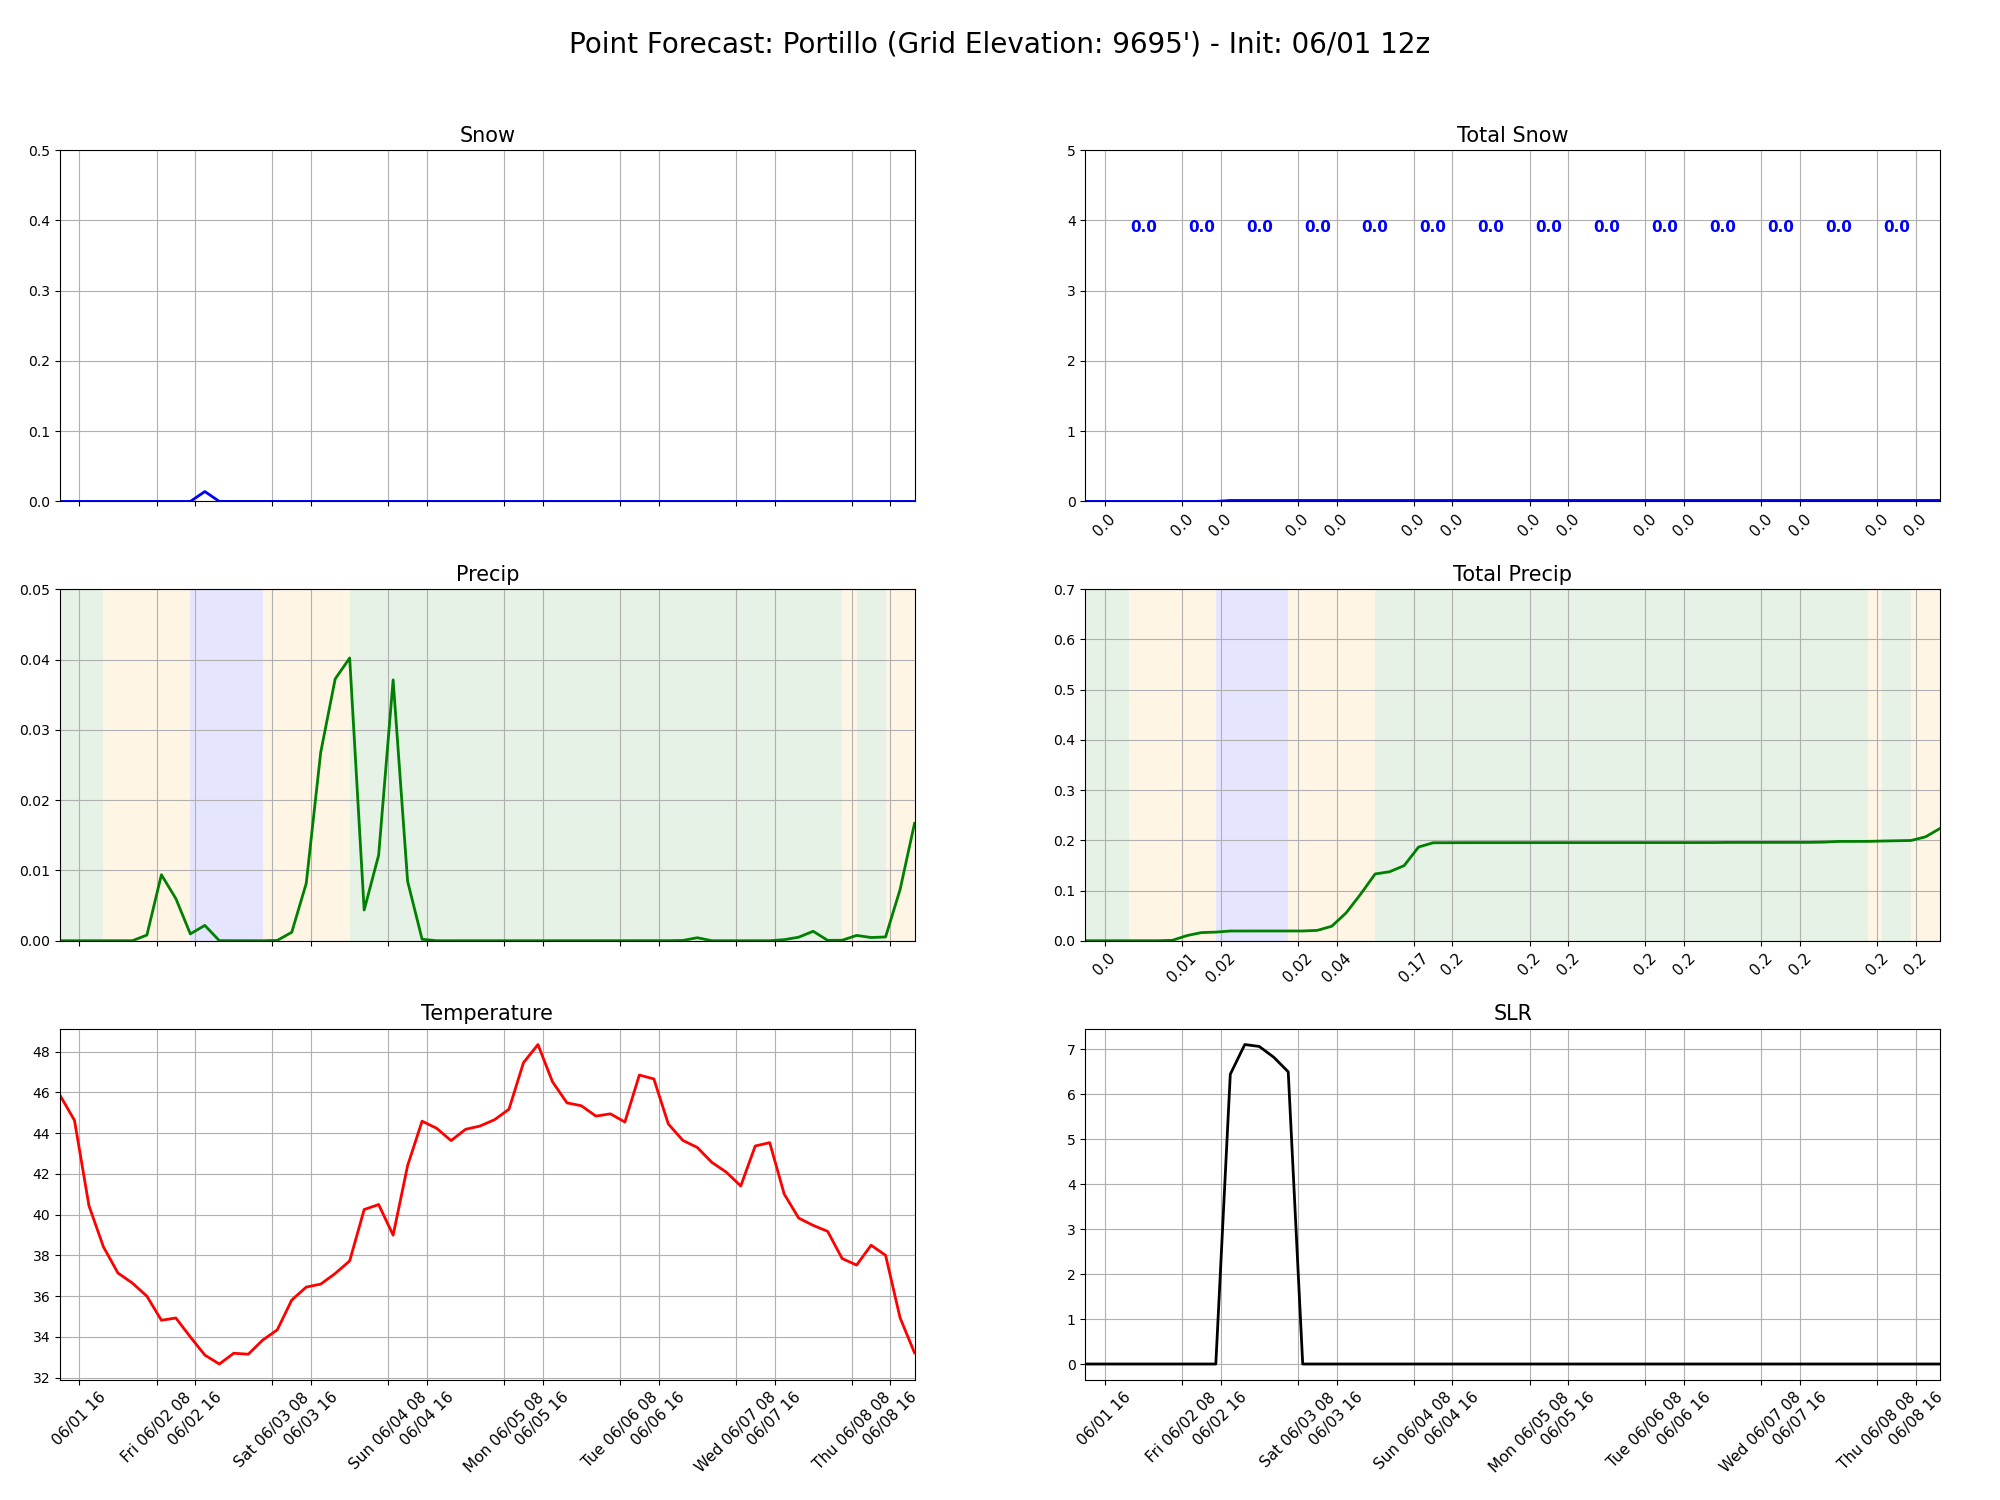 Point Forecast: Portillo (Grid Elevation: 9695') - Init: 06/01 12z
Snow
0.5
0.4
0.3
0.2
0.1
0.0
Total Snow
5
4
3
2
1
0
0.0 0.0 0.0 0.0 0.0 0.0 0.0 0.0 0.0 0.0 0.0 0.0 0.0 0.0
0.0 0.0 0.0 0.0 0.0 0.0 0.0 0.0 0.0 0.0 0.0 0.0 0.0 0.0 0.0
Precip
0.05
0.04
0.03
0.02
0.01
0.00
Total Precip
0.7
0.6
0.5
0.4
0.3
0.2
0.1
0.0
0.0 0.01 0.02 0.02 0.04 0.17 0.2 0.2 0.2 0.2 0.2 0.2 0.2 0.2 0.2
Temperature
48
46
44
42
40
38
36
34
32
06/01 16
Fri 06/02 08
06/02 16
Sat 06/03 08
06/03 16
Sun 06/04 08
06/04 16
Mon 06/05 08
06/05 16
Tue 06/06 08
06/06 16
Wed 06/07 08
06/07 16
Thu 06/08 08
06/08 16
SLR
7
6
5
4
3
2
1
0
06/01 16
Fri 06/02 08
06/02 16
Sat 06/03 08
06/03 16
Sun 06/04 08
06/04 16
Mon 06/05 08
06/05 16
Tue 06/06 08
06/06 16
Wed 06/07 08
06/07 16
Thu 06/08 08
06/08 16